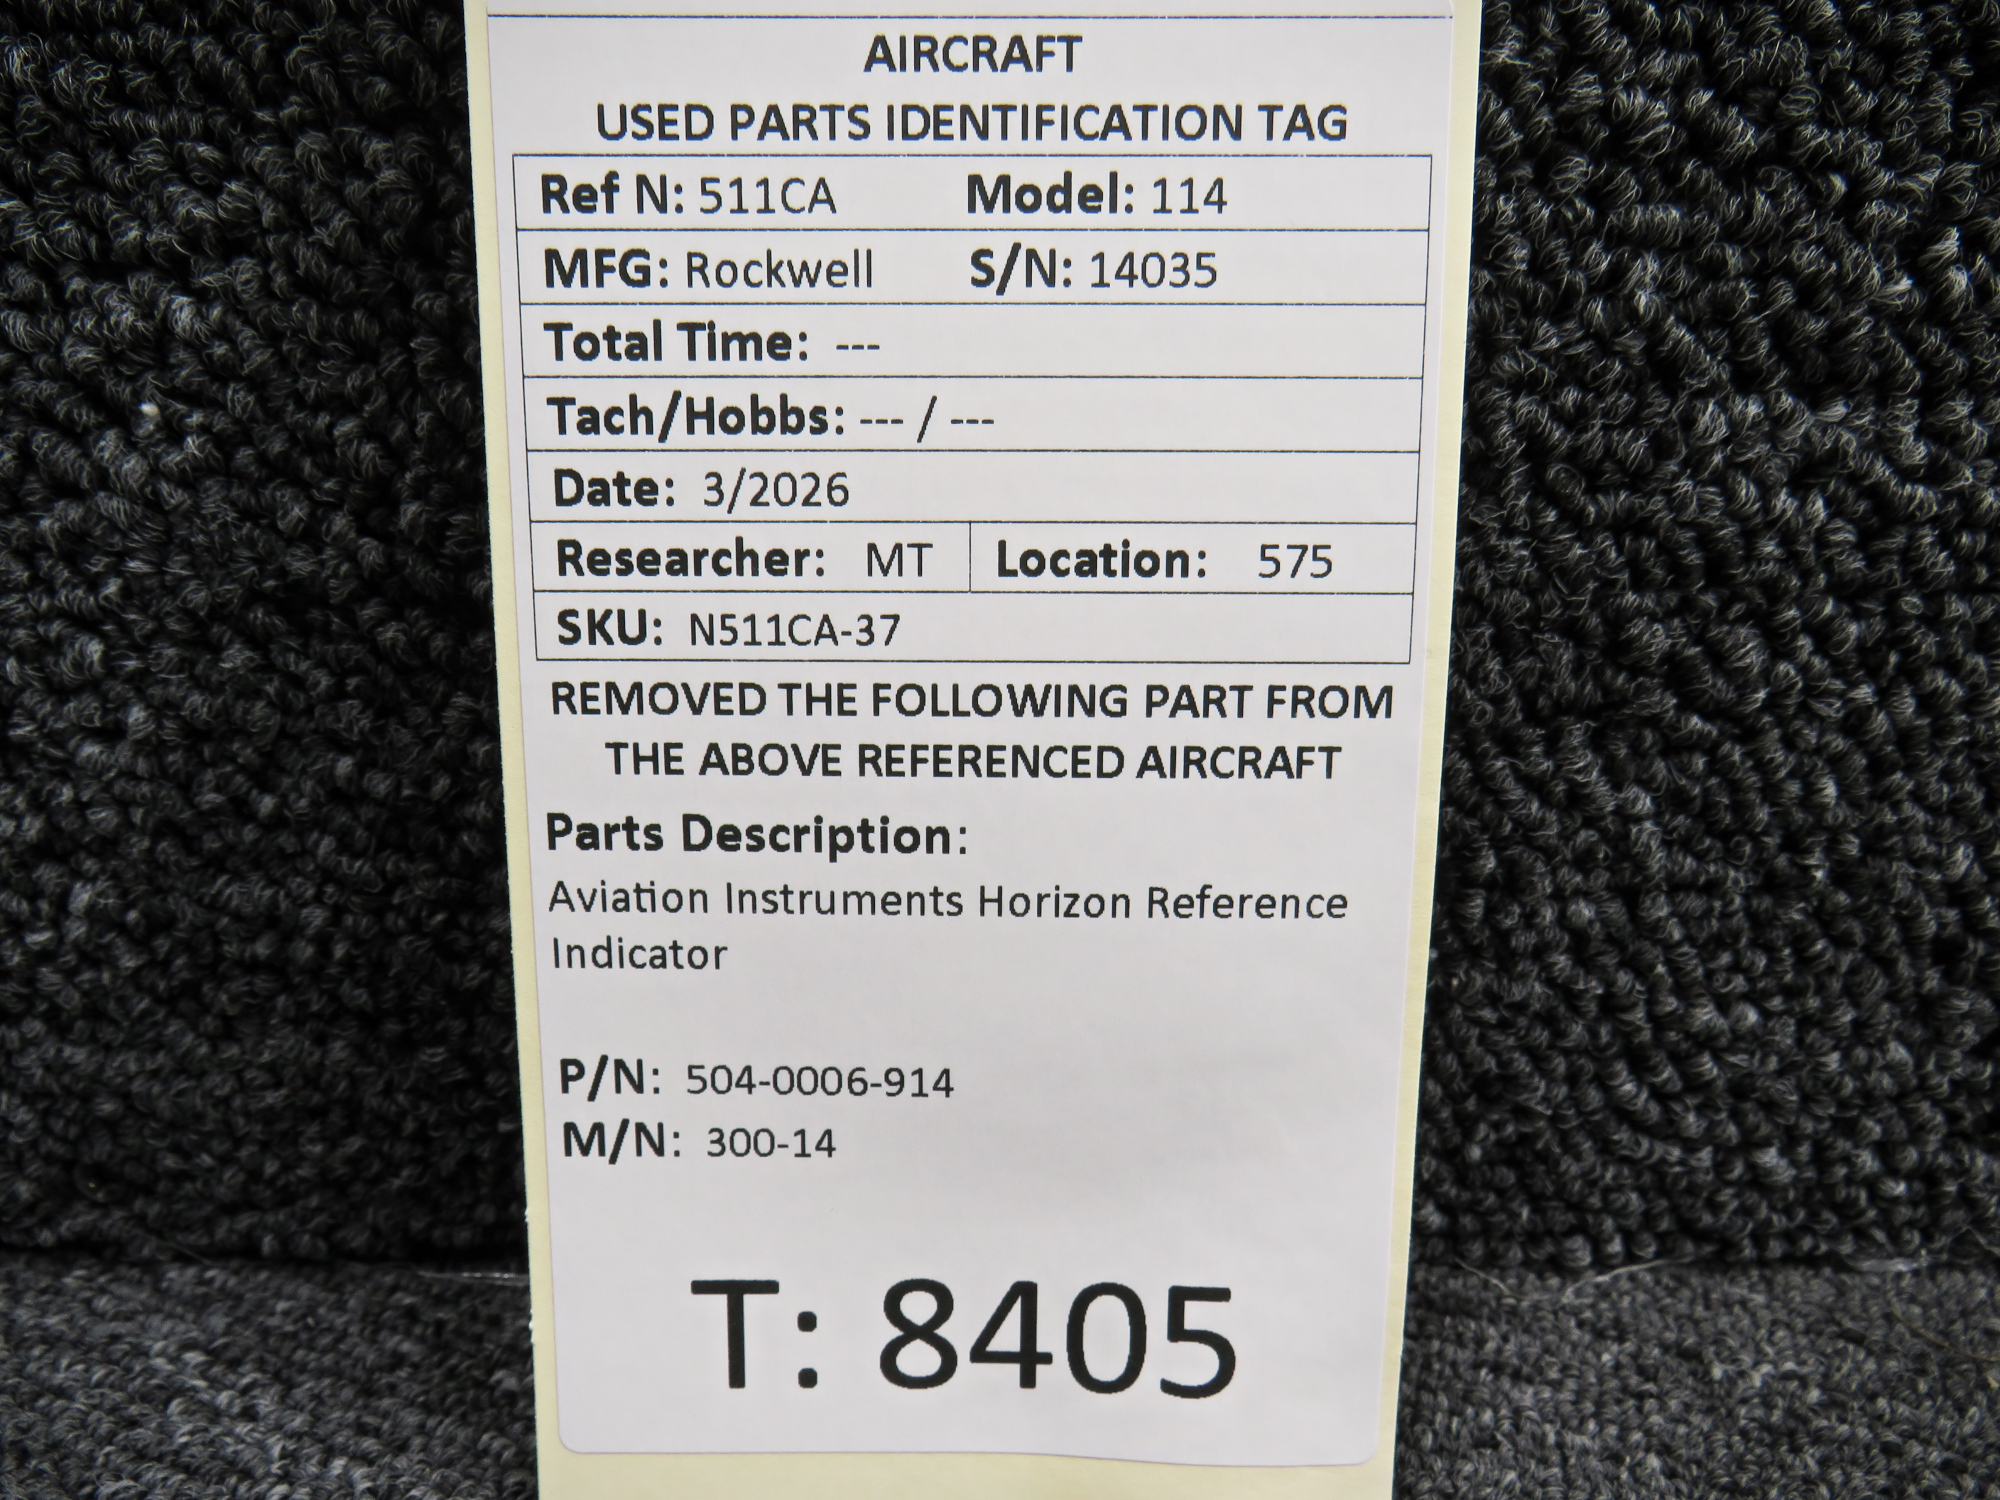 AIRCRAFT
USED PARTS IDENTIFICATION TAG
Ref N: 511CA Model: 114
MFG: Rockwell S/N: 14035
Total Time: ---
Tach/Hobbs: --- / ---
Date: 3/2026
Researcher: MT Location: 575
SKU: N511CA-37
REMOVED THE FOLLOWING PART FROM
THE ABOVE REFERENCED AIRCRAFT
Parts Description:
Aviation Instruments Horizon Reference
Indicator
P/N: 504-0006-914
M/N: 300-14
T: 8405